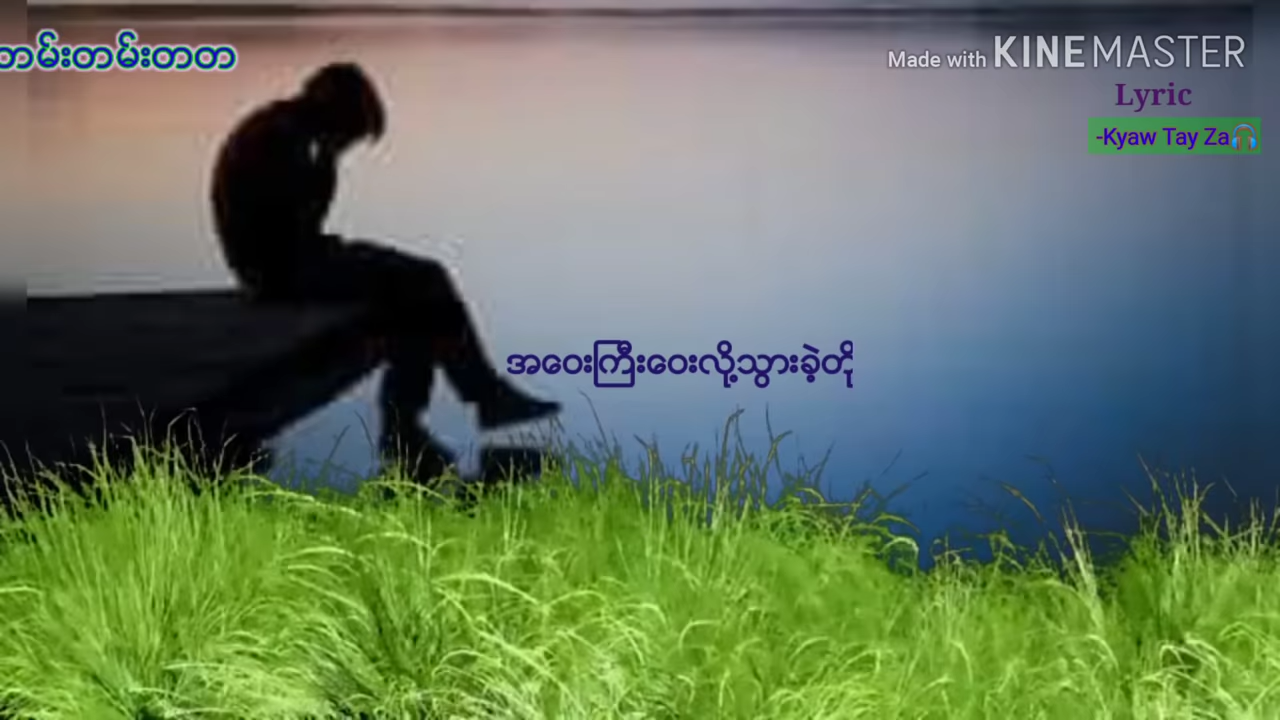 တမ်းတမ်းတတ
Made with KINEMASTER
Lyric
-Kyaw Tay Za🎧
အဝေးကြီးဝေးလို့သွားခဲ့တို